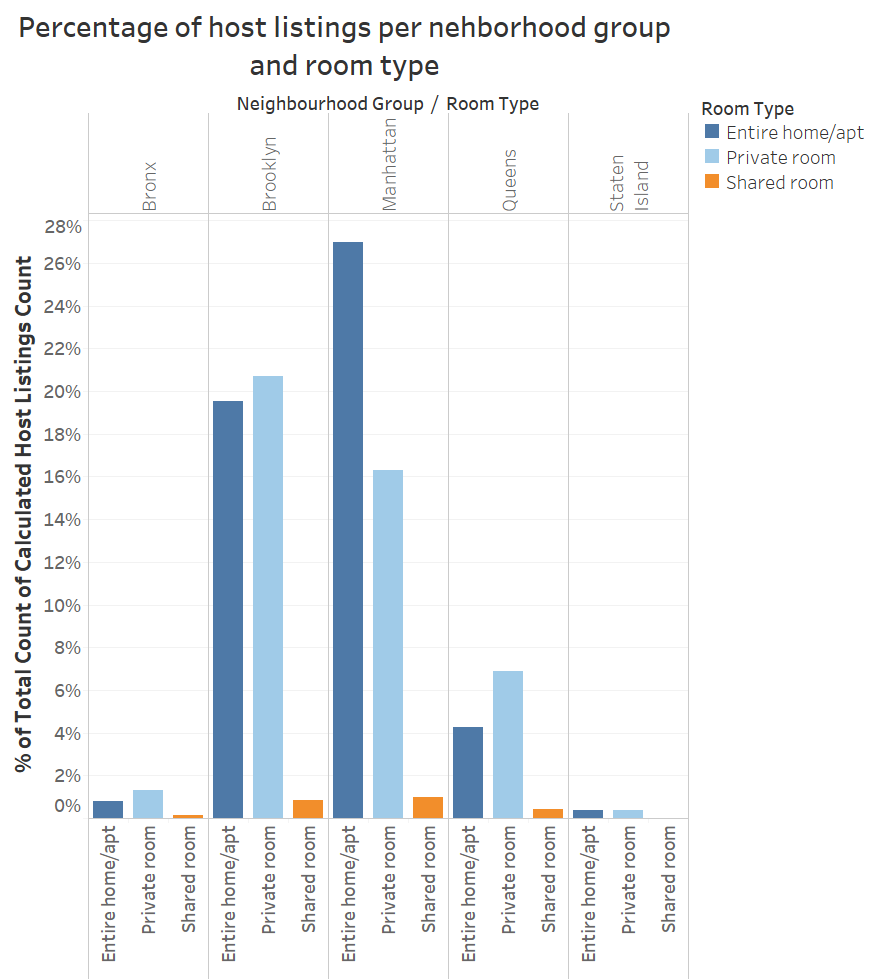 Percentage of host listings per nehborhood group
and room type
Neighbourhood Group / Room Type
Room Type
Entire home/apt
Private room
Shared room
Bronx
Brooklyn
Manhattan
Queens
Staten
Island
% of Total Count of Calculated Host Listings Count
28%
26%
24%
22%
20%
18%
16%
14%
12%
10%
8%
6%
4%
2%
0%
Entire home/apt
Private room
Shared room
Entire home/apt
Private room
Shared room
Entire home/apt
Private room
Shared room
Entire home/apt
Private room
Shared room
Entire home/apt
Private room
Shared room